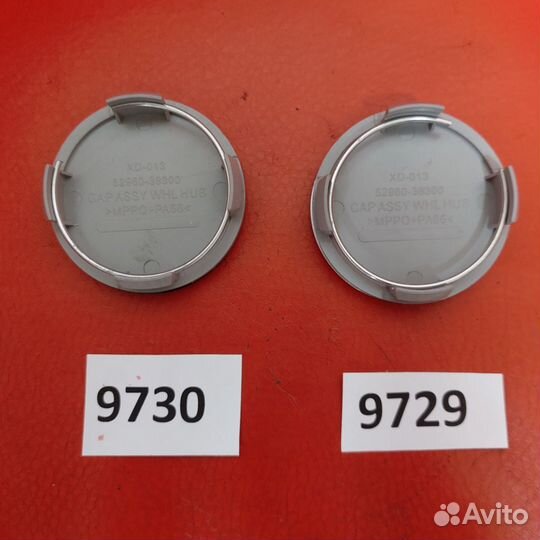 XD-013
52960-38300
CAP ASSY WHL HUB
>MPPO+PA66<
XD-013
52960-38300
CAP ASSY WHL HUB
>MPPO+PA66<
9730
9729
Avito